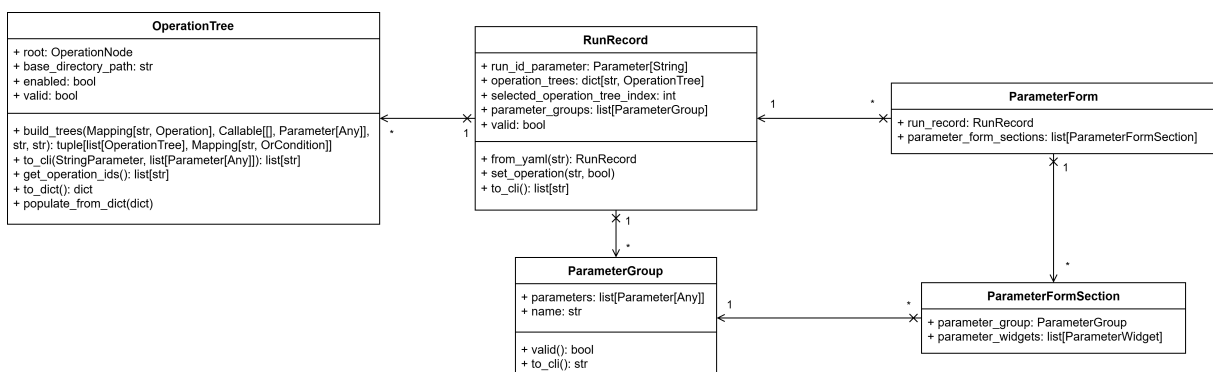 OperationTree
+ root: OperationNode
+ base_directory_path: str
+ enabled: bool
+ valid: bool
+ build_trees(Mapping[str, Operation], Callable[[], Parameter[Any]],
str, str): tuple[list[OperationTree], Mapping[str, OrCondition]]
+ to_cli(StringParameter, list[Parameter[Any]]): list[str]
+ get_operation_ids(): list[str]
+ to_dict(): dict
+ populate_from_dict(dict)
*
1
RunRecord
+ run_id_parameter: Parameter[String]
+ operation_trees: dict[str, OperationTree]
+ selected_operation_tree_index: int
+ parameter_groups: list[ParameterGroup]
+ valid: bool
+ from_yaml(str): RunRecord
+ set_operation(str, bool)
+ to_cli(): list[str]
1
*
ParameterForm
+ run_record: RunRecord
+ parameter_form_sections: list[ParameterFormSection]
1
*
1
*
ParameterGroup
+ parameters: list[Parameter[Any]]
+ name: str
+ valid(): bool
+ to_cli(): str
1
*
ParameterFormSection
+ parameter_group: ParameterGroup
+ parameter_widgets: list[ParameterWidget]